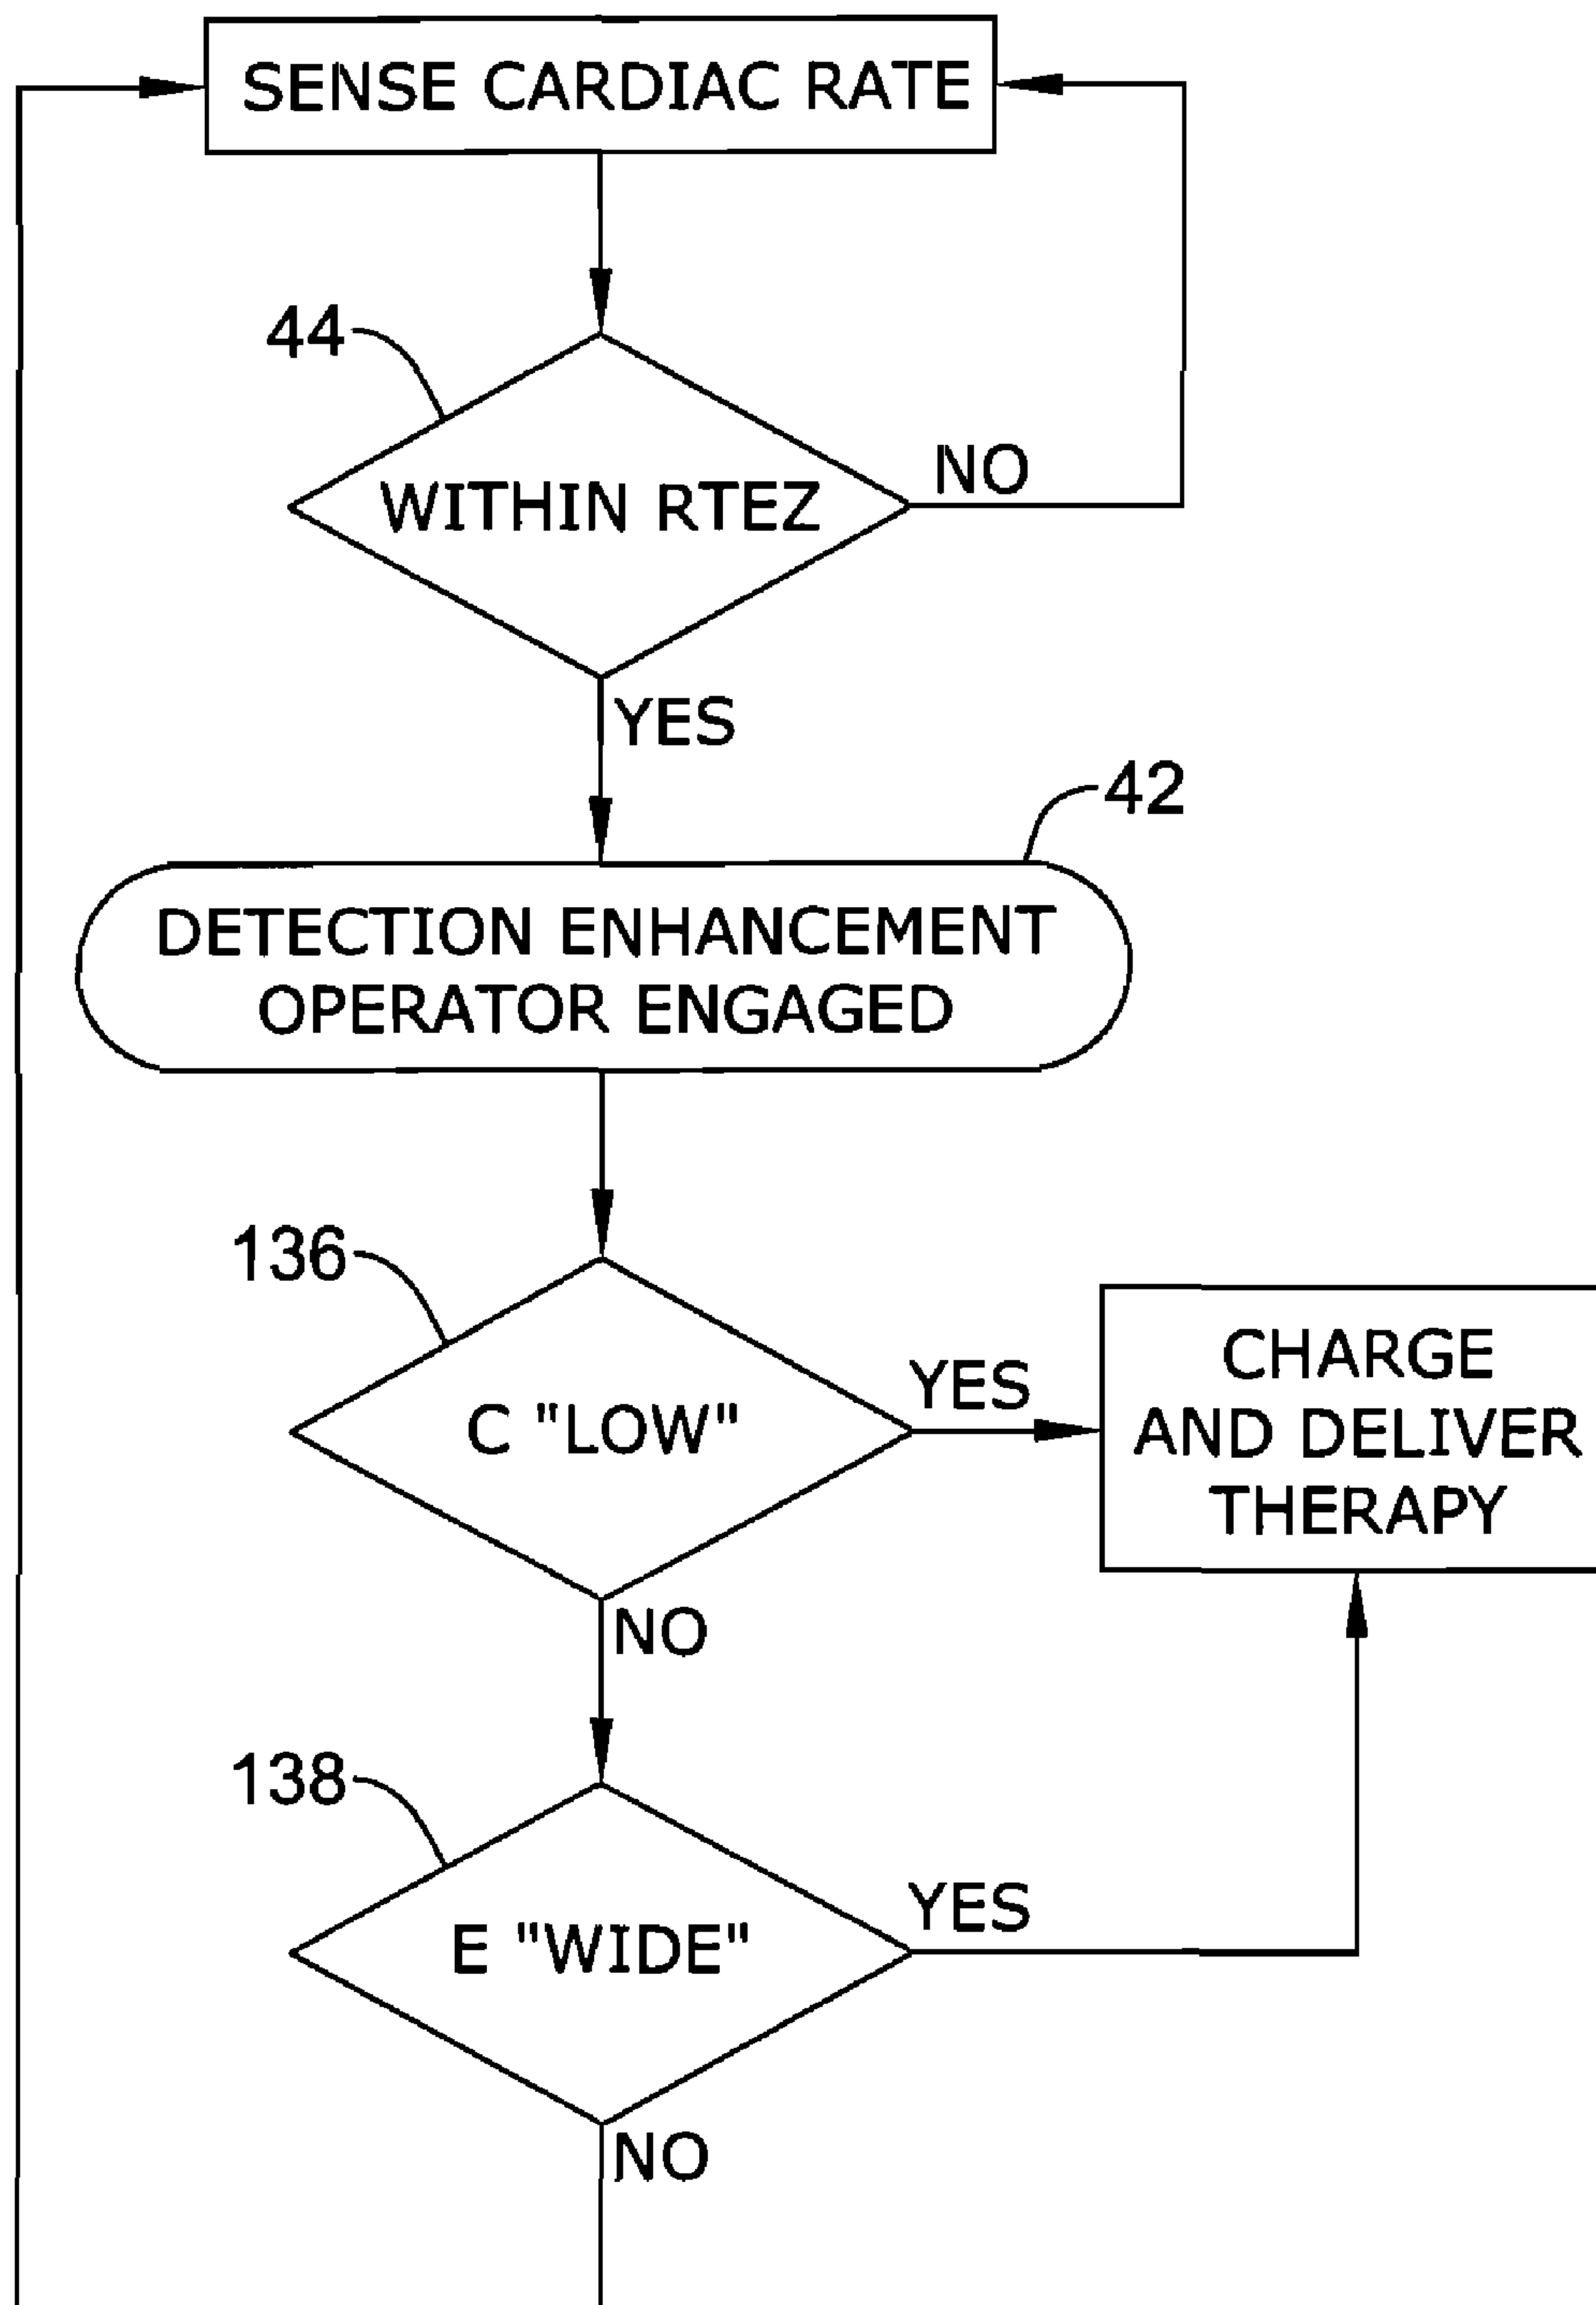 SENSE CARDIAC RATE
44
WITHIN RTEZ
NO
YES
42
DETECTION ENHANCEMENT
OPERATOR ENGAGED
136
C "LOW"
YES
CHARGE
AND DELIVER
THERAPY
NO
138
E "WIDE"
YES
NO